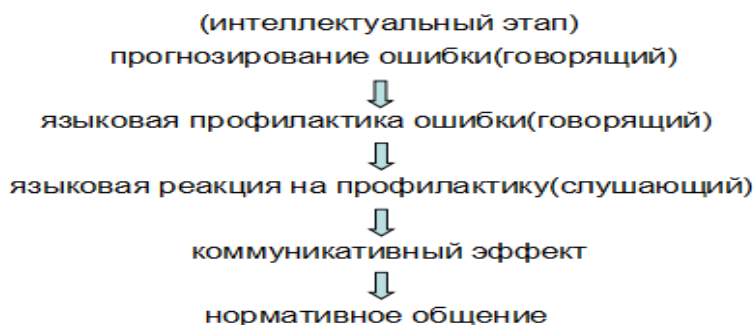 (интеллектуальный этап)
прогнозирование ошибки(говорящий)
языковая профилактика ошибки(говорящий)
языковая реакция на профилактику(слушающий)
коммуникативный эффект
нормативное общение